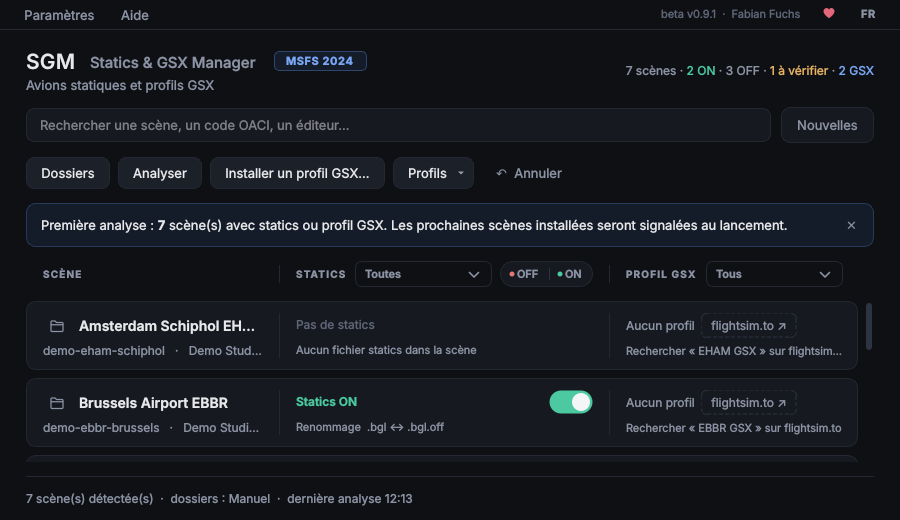 Paramètres Aide beta v0.9.1 · Fabian Fuchs FR
SGM Statics & GSX Manager MSFS 2024
Avions statiques et profils GSX
7 scènes · 2 ON · 3 OFF · 1 à vérifier · 2 GSX
Rechercher une scène, un code OACI, un éditeur... Nouvelles
Dossiers Analyser Installer un profil GSX... Profils Annuler
Première analyse : 7 scène(s) avec statics ou profil GSX. Les prochaines scènes installées seront signalées au lancement. ×
SCÈNE STATICS Toutes OFF ON PROFIL GSX Tous
Amsterdam Schiphol EH... Pas de statics Aucun profil flightsim.to ↗
demo-eham-schiphol · Demo Stud... Aucun fichier statics dans la scène Rechercher « EHAM GSX » sur flightsim...
Brussels Airport EBBR Statics ON Aucun profil flightsim.to ↗
demo-ebbr-brussels · Demo Studi... Renommage .bgl ↔ .bgl.off Rechercher « EBBR GSX » sur flightsim.to
7 scène(s) détectée(s) · dossiers : Manuel · dernière analyse 12:13